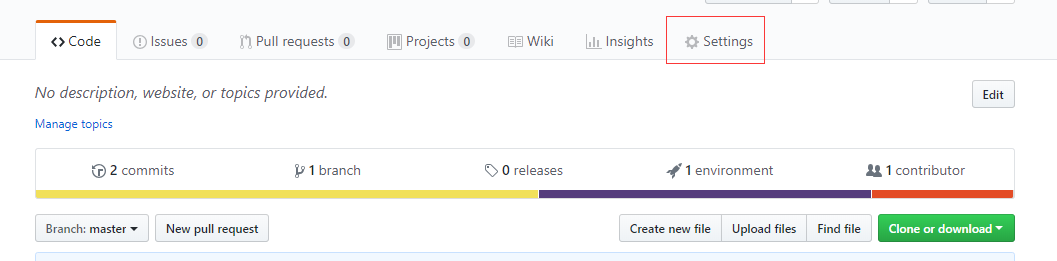 Code Issues 0 Pull requests 0 Projects 0 Wiki Insights Settings
No description, website, or topics provided. Edit
Manage topics
2 commits 1 branch 0 releases 1 environment 1 contributor
Branch: master New pull request Create new file Upload files Find file Clone or download